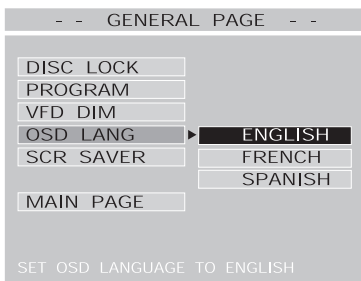 - - GENERAL PAGE - -
DISC LOCK
PROGRAM
VFD DIM
OSD LANG ENGLISH
SCR SAVER FRENCH
SPANISH
MAIN PAGE
SET OSD LANGUAGE TO ENGLISH